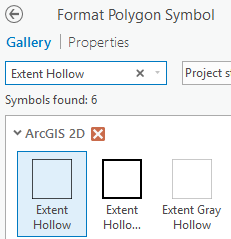 Format Polygon Symbol
Gallery Properties
Extent Hollow
Project s
Symbols found: 6
ArcGIS 2D
Extent Hollow
Extent Hollo...
Extent Gray Hollow